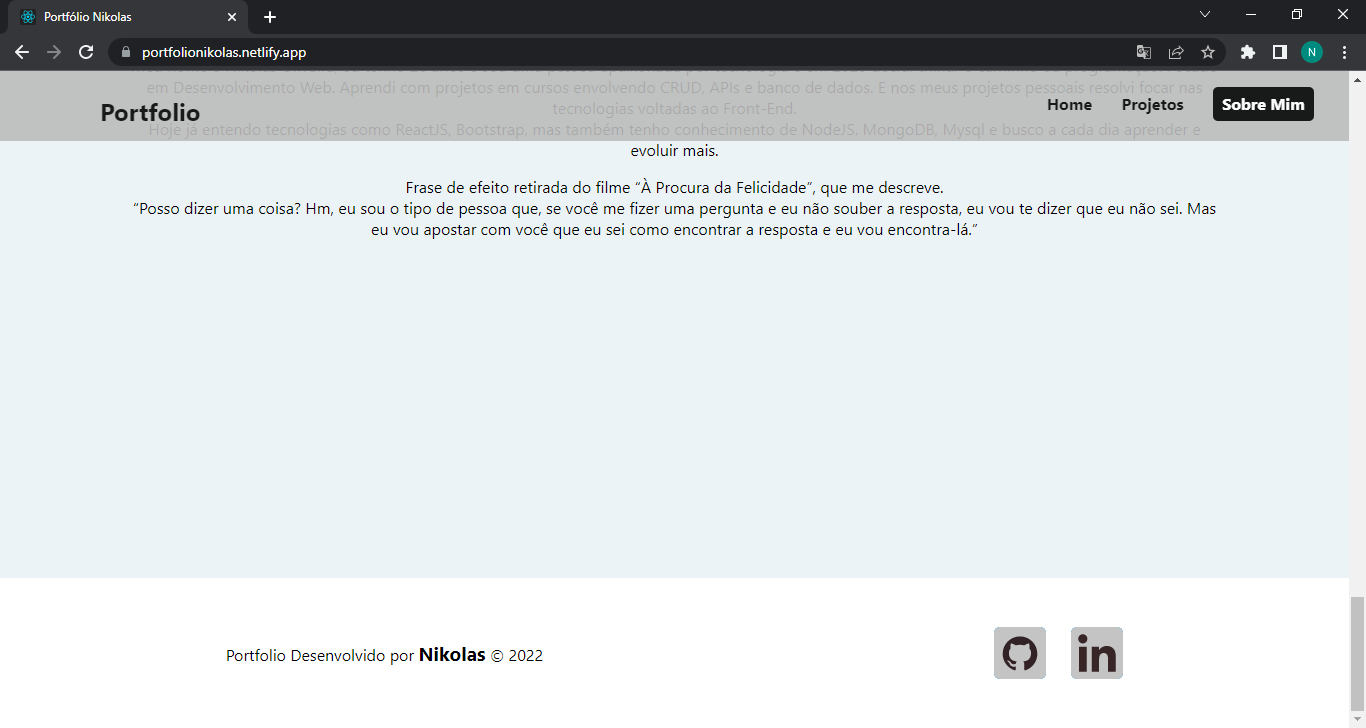 Portfólio Nikolas
portfolionikolas.netlify.app
N
Portfolio
Home
Projetos
Sobre Mim
em Desenvolvimento Web. Aprendi com projetos em cursos envolvendo CRUD, APIs e banco de dados. E nos meus projetos pessoais resolvi focar nas
tecnologias voltadas ao Front-End.
Hoje já entendo tecnologias como ReactJS, Bootstrap, mas também tenho conhecimento de NodeJS, MongoDB, Mysql e busco a cada dia aprender e
evoluir mais.
Frase de efeito retirada do filme “À Procura da Felicidade”, que me descreve.
“Posso dizer uma coisa? Hm, eu sou o tipo de pessoa que, se você me fizer uma pergunta e eu não souber a resposta, eu vou te dizer que eu não sei. Mas
eu vou apostar com você que eu sei como encontrar a resposta e eu vou encontra-lá.”
Portfolio Desenvolvido por Nikolas © 2022
in